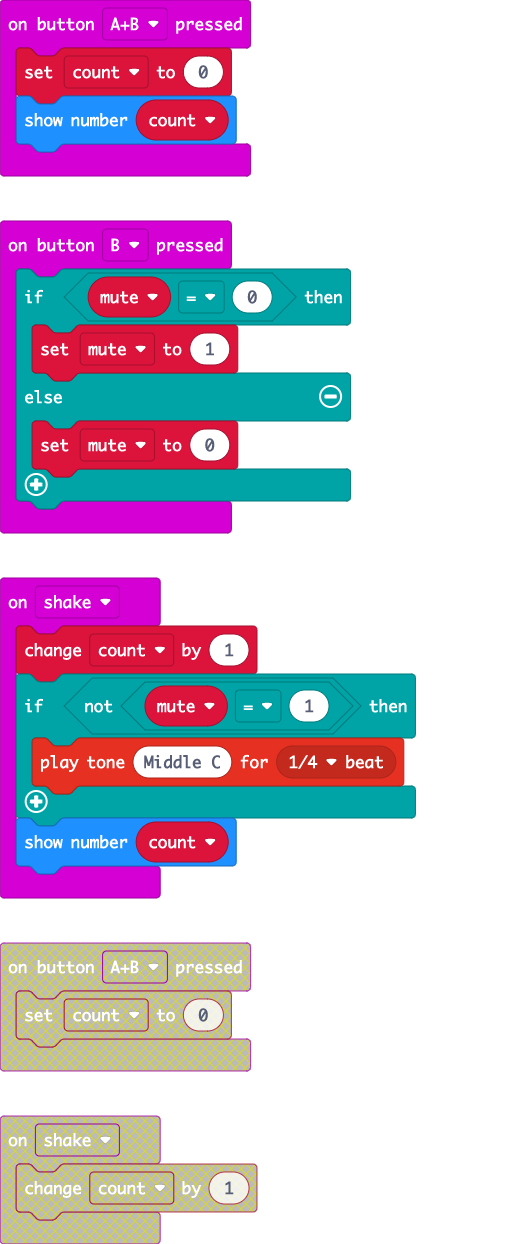 on button A+B pressed
set count to 0
show number count
on button B pressed
if mute = 0 then
set mute to 1
else
set mute to 0
on shake
change count by 1
if not mute = 1 then
play tone Middle C for 1/4 beat
show number count
on button A+B pressed
set count to 0
on shake
change count by 1